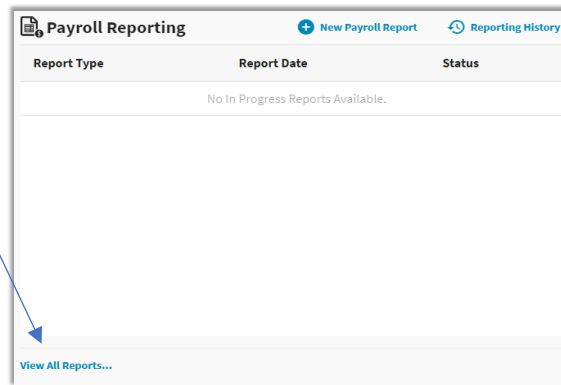 Payroll Reporting
New Payroll Report
Reporting History
Report Type Report Date Status
No In Progress Reports Available.
View All Reports...